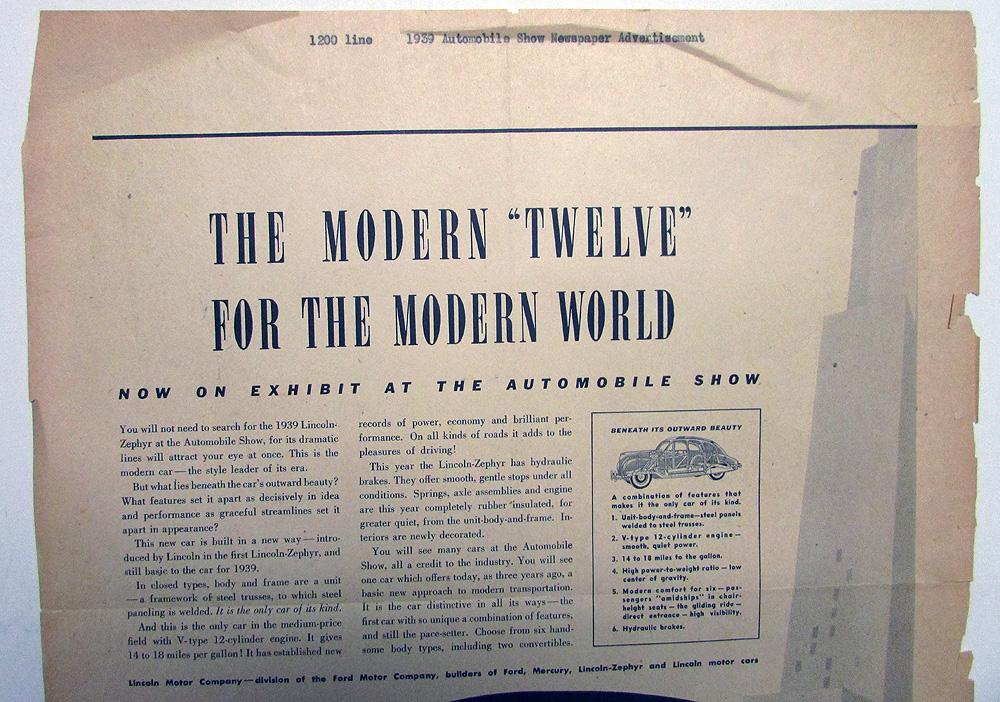 1200 line 1939 Automobile Show Newspaper Advertisement
THE MODERN “TWELVE”
FOR THE MODERN WORLD
NOW ON EXHIBIT AT THE AUTOMOBILE SHOW
You will not need to search for the 1939 Lincoln-
Zephyr at the Automobile Show, for its dramatic
lines will attract your eye at once. This is the
modern car—the style leader of its era.
But what lies beneath the car's outward beauty?
What features set it apart as decisively in idea
and performance as graceful streamlines set it
apart in appearance?
This new car is built in a new way—intro-
duced by Lincoln in the first Lincoln-Zephyr, and
still basic to the car for 1939.
In closed types, body and frame are a unit
—a framework of steel trusses, to which steel
paneling is welded. It is the only car of its kind.
And this is the only car in the medium-price
field with V-type 12-cylinder engine. It gives
14 to 18 miles per gallon! It has established new
records of power, economy and brilliant per-
formance. On all kinds of roads it adds to the
pleasures of driving!
This year the Lincoln-Zephyr has hydraulic
brakes. They offer smooth, gentle stops under all
conditions. Springs, axle assemblies and engine
are this year completely rubber insulated, for
greater quiet, from the unit-body-and-frame. In-
teriors are newly decorated.
You will see many cars at the Automobile
Show, all a credit to the industry. You will see
one car which offers today, as three years ago, a
basic new approach to modern transportation.
It is the car distinctive in all its ways—the
first car with so unique a combination of features,
and still the pace-setter. Choose from six hand-
some body types, including two convertibles.
BENEATH ITS OUTWARD BEAUTY
A combination of features that
makes it the only car of its kind.
1. Unit-body-and-frame—steel panels
welded to steel trusses.
2. V-type 12-cylinder engine—
smooth, quiet power.
3. 14 to 18 miles to the gallon.
4. High power-to-weight ratio—low
center of gravity.
5. Modern comfort for six—pas-
sengers "amidships" in chair-
height seats—the gliding ride—
direct entrance—high visibility.
6. Hydraulic brakes.
Lincoln Motor Company—division of the Ford Motor Company, builders of Ford, Mercury, Lincoln-Zephyr and Lincoln motor cars